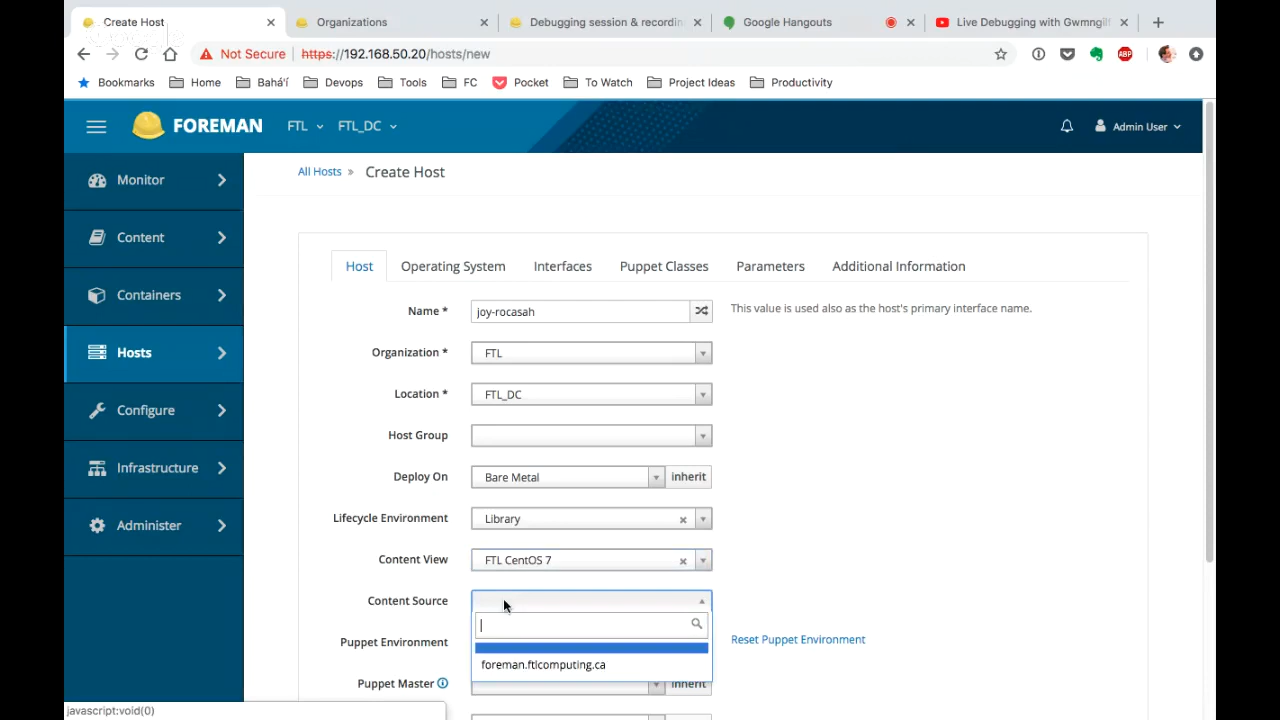 Create Host
Organizations
Debugging session & recordin
Google Hangouts
Live Debugging with Gwmngilf
Not Secure https://192.168.50.20/hosts/new
ABP
Bookmarks Home Bahá'í Devops Tools FC Pocket To Watch Project Ideas Productivity
FOREMAN FTL FTL_DC Admin User
All Hosts » Create Host
Monitor
Content
Containers
Hosts
Configure
Infrastructure
Administer
Host Operating System Interfaces Puppet Classes Parameters Additional Information
Name * joy-rocasah This value is used also as the host's primary interface name.
Organization * FTL
Location * FTL_DC
Host Group
Deploy On Bare Metal inherit
Lifecycle Environment Library
Content View FTL CentOS 7
Content Source
Puppet Environment Reset Puppet Environment
foreman.ftlcomputing.ca
Puppet Master inherit
javascript:void(0)